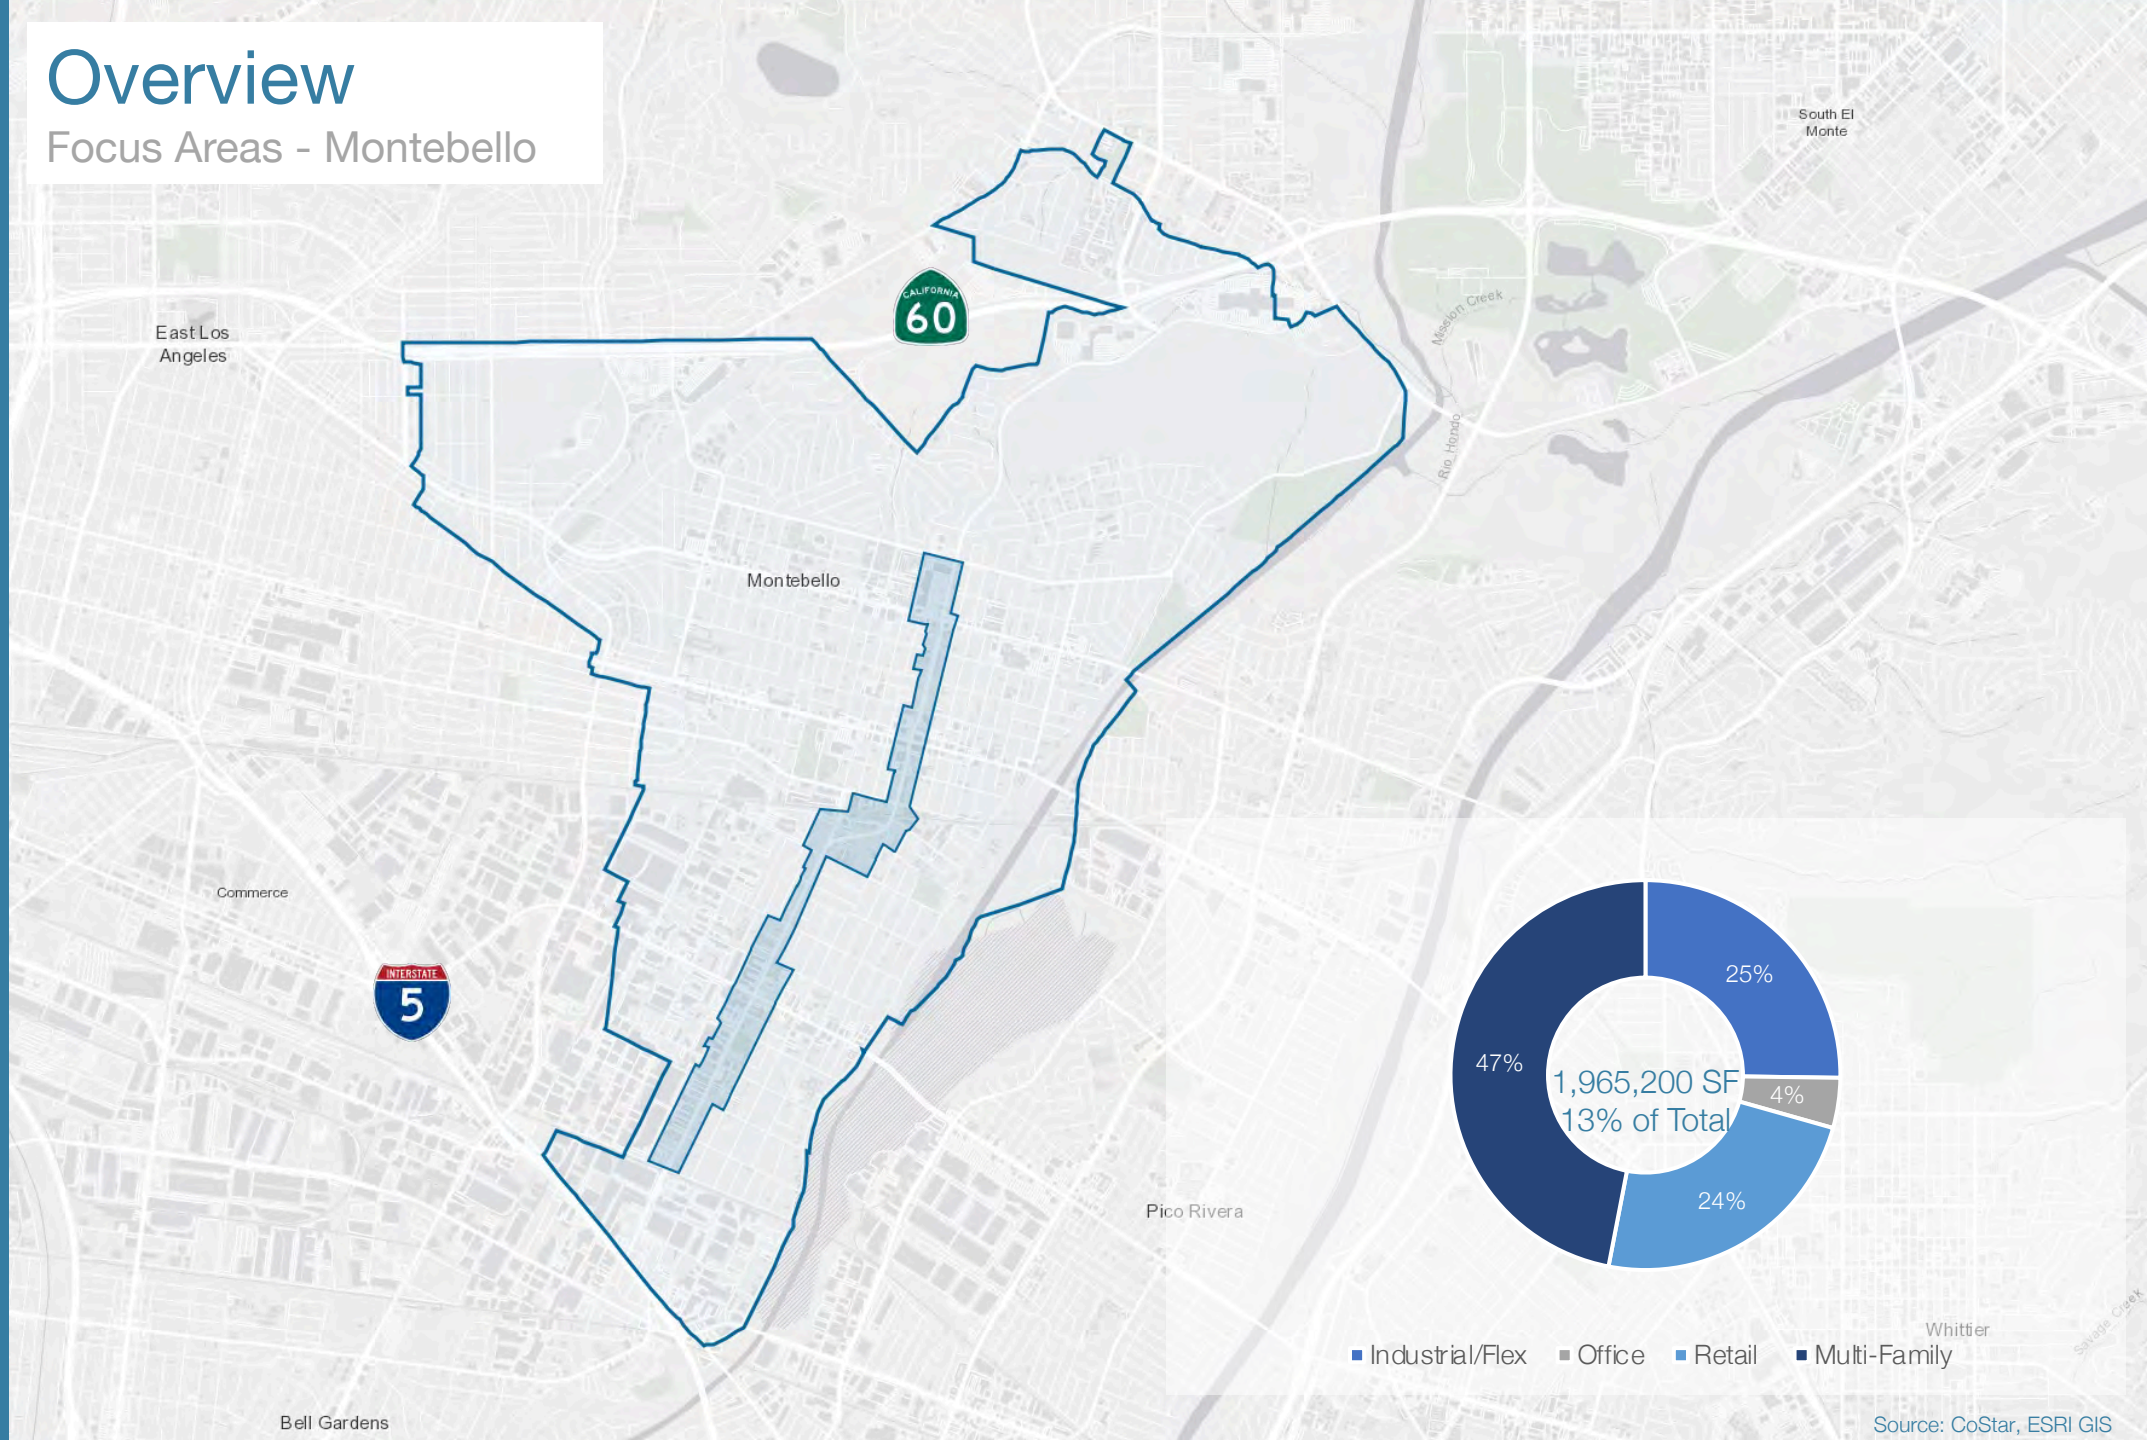 Overview
Focus Areas - Montebello
South El
Monte
CALIFORNIA
60
Mission Creek
East Los
Angeles
Rio Hondo
Montebello
Commerce
INTERSTATE
5
25%
47%
1,965,200 SF
4%
13% of Total
24%
Pico Rivera
Whittier
Savage Creek
Industrial/Flex
Office
Retail
Multi-Family
Bell Gardens
Source: CoStar, ESRI GIS